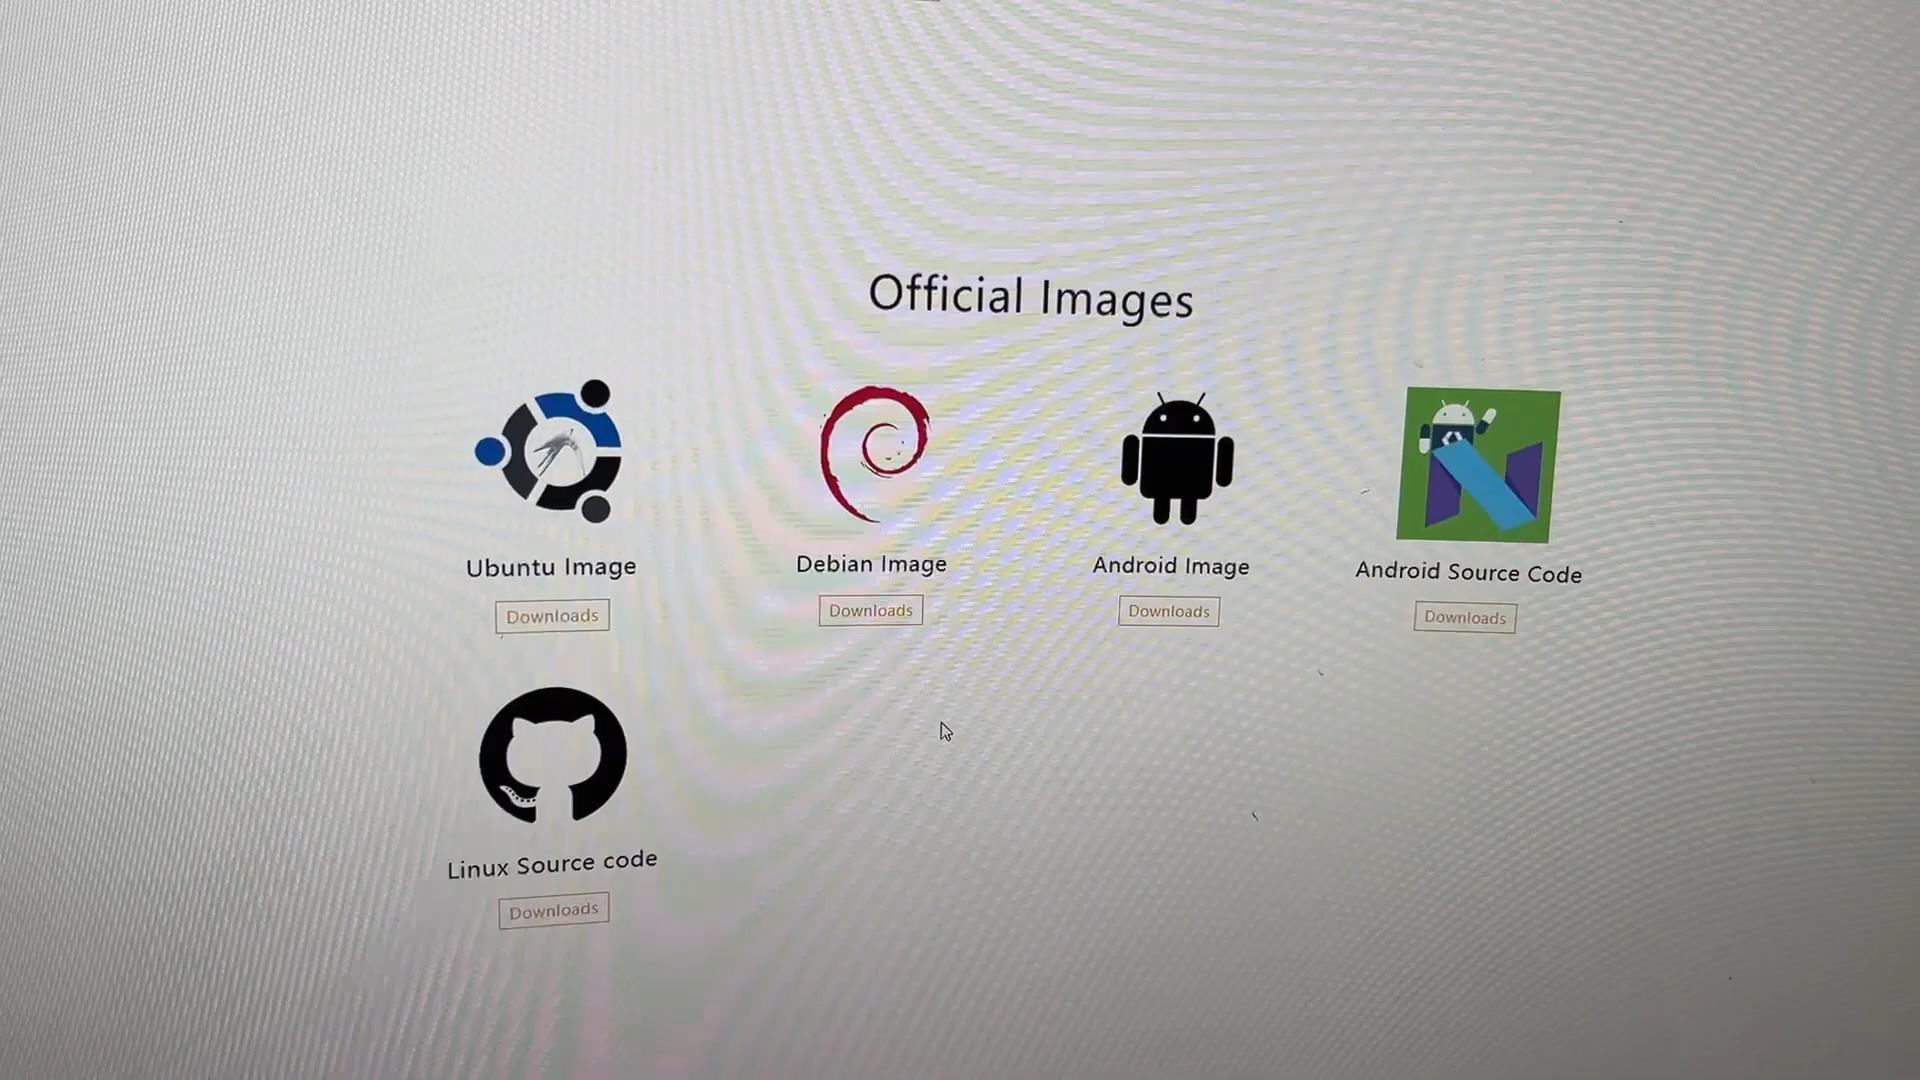 Official Images
Ubuntu Image
Debian Image
Android Image
Android Source Code
Downloads
Downloads
Downloads
Downloads
Linux Source code
Downloads